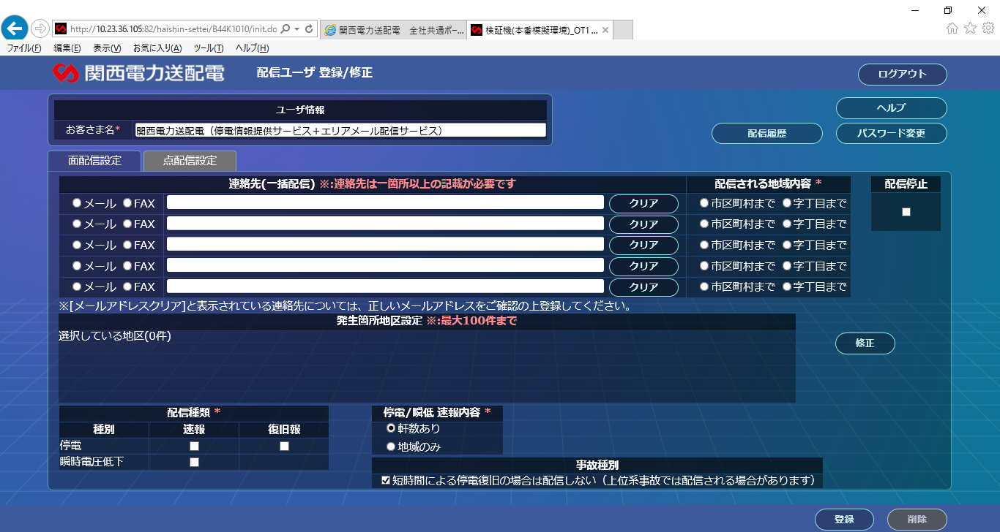 http://10.23.36.105:82/haishin-settei/B44K1010/init.do
関西電力送配電　全社共通ポー...
検証機(本番模擬環境)_OT1...
ファイル(F) 編集(E) 表示(V) お気に入り(A) ツール(T) ヘルプ(H)
関西電力送配電
配信ユーザ 登録/修正
ログアウト
ユーザ情報
お客さま名*
関西電力送配電（停電情報提供サービス＋エリアメール配信サービス）
ヘルプ
配信履歴
パスワード変更
面配信設定
点配信設定
連絡先(一括配信) ※:連絡先は一箇所以上の記載が必要です
配信される地域内容 *
配信停止
メール FAX クリア 市区町村まで 字丁目まで
メール FAX クリア 市区町村まで 字丁目まで
メール FAX クリア 市区町村まで 字丁目まで
メール FAX クリア 市区町村まで 字丁目まで
メール FAX クリア 市区町村まで 字丁目まで
※[メールアドレスクリア]と表示されている連絡先については、正しいメールアドレスをご確認の上登録してください。
発生箇所地区設定 ※:最大100件まで
選択している地区(0件)
修正
配信種類 *
種別 速報 復旧報
停電
瞬時電圧低下
停電/瞬低 速報内容 *
軒数あり
地域のみ
事故種別
短時間による停電復旧の場合は配信しない（上位系事故では配信される場合があります）
登録
削除